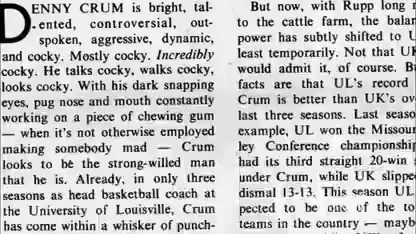 DENNY CRUM is bright, tal-
ented, controversial, out-
spoken, aggressive, dynamic,
and cocky. Mostly cocky. Incredibly
cocky. He talks cocky, walks cocky,
looks cocky. With his dark snapping
eyes, pug nose and mouth constantly
working on a piece of chewing gum
— when it's not otherwise employed
making somebody mad — Crum
looks to be the strong-willed man
that he is. Already, in only three
seasons as head basketball coach at
the University of Louisville, Crum
has come within a whisker of punch-
But now, with Rupp long
to the cattle farm, the balan
power has subtly shifted to U
least temporarily. Not that UK
would admit it, of course. B
facts are that UL's record
Crum is better than UK's ov
last three seasons. Last seaso
example, UL won the Missour
ley Conference championship
had its third straight 20-win s
under Crum, while UK slippe
dismal 13-13. This season UL
pected to be one of the to
teams in the country — mayb